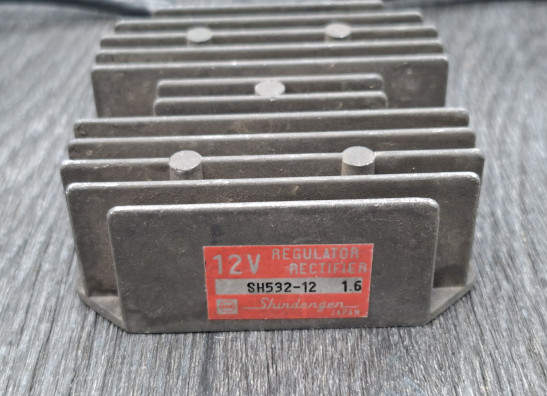 12V REGULATOR
RECTIFIER
SH532-12 1.6
Shindengen
JAPAN